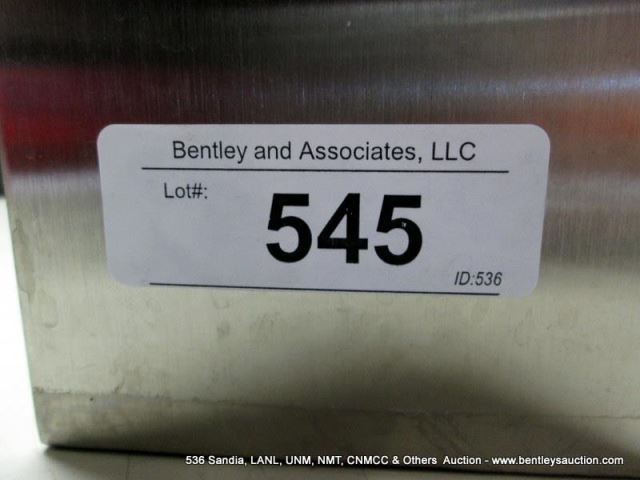 Bentley and Associates, LLC
Lot#:
545
ID:536
536 Sandia, LANL, UNM, NMT, CNMCC & Others Auction - www.bentleysauction.com